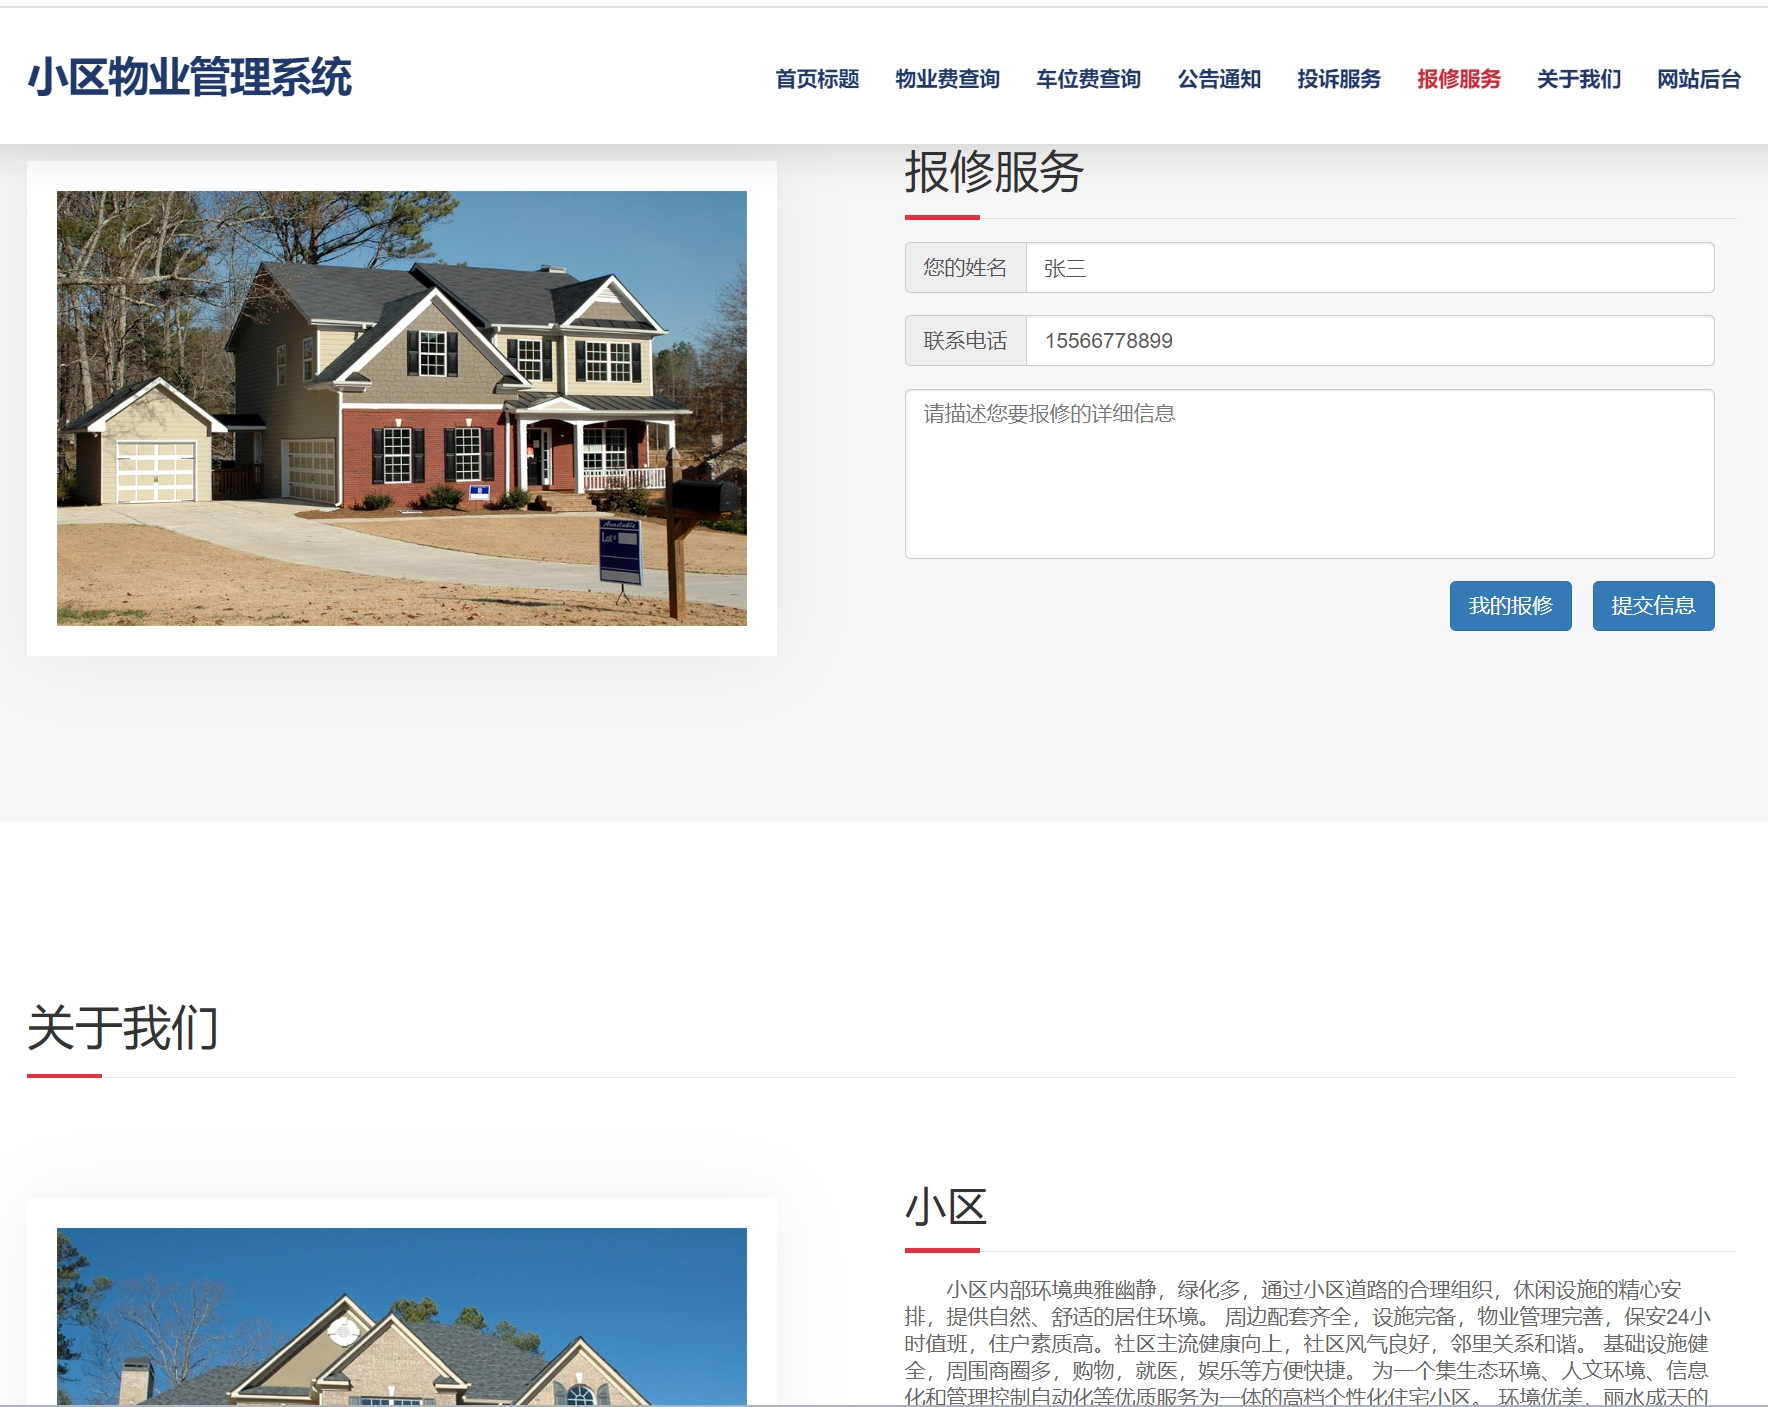 小区物业管理系统
首页标题 物业费查询 车位费查询 公告通知 投诉服务 报修服务 关于我们 网站后台
报修服务
您的姓名 张三
联系电话 15566778899
请描述您要报修的详细信息
我的报修 提交信息
Available
Lot#
关于我们
小区
小区内部环境典雅幽静，绿化多，通过小区道路的合理组织，休闲设施的精心安
排，提供自然、舒适的居住环境。 周边配套齐全，设施完备，物业管理完善，保安24小
时值班，住户素质高。社区主流健康向上，社区风气良好，邻里关系和谐。 基础设施健
全，周围商圈多，购物，就医，娱乐等方便快捷。 为一个集生态环境、人文环境、信息
化和管理控制自动化等优质服务为一体的高档个性化住宅小区。 环境优美，丽水成天的